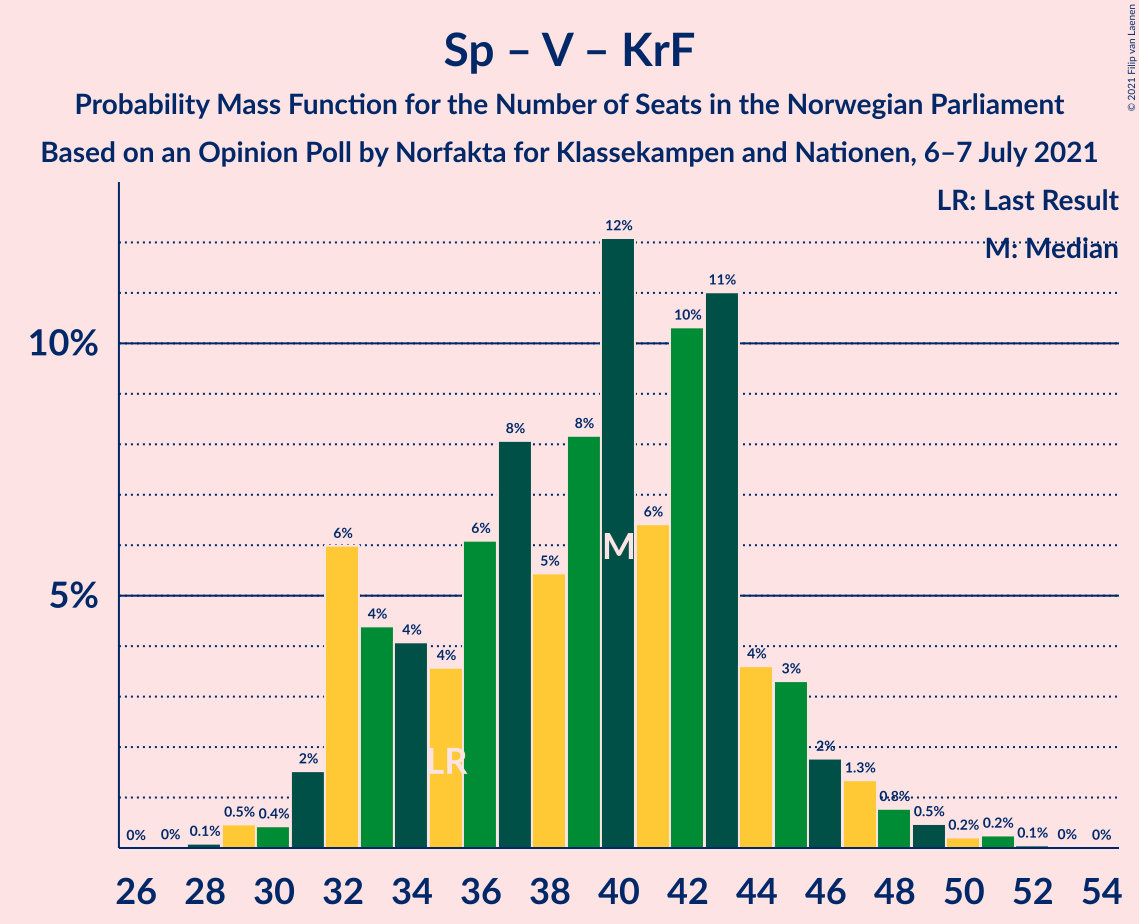 Sp – V – KrF
Probability Mass Function for the Number of Seats in the Norwegian Parliament
Based on an Opinion Poll by Norfakta for Klassekampen and Nationen, 6–7 July 2021
© 2021 Filip van Laenen
LR: Last Result
M: Median
10%
5%
0% 0% 0.1% 0.5% 0.4% 2% 6% 4% 4% 4% 6% 8% 5% 8% 12% 6% 10% 11% 4% 3% 2% 1.3% 0.8% 0.5% 0.2% 0.2% 0.1% 0% 0%
M
LR
26 28 30 32 34 36 38 40 42 44 46 48 50 52 54